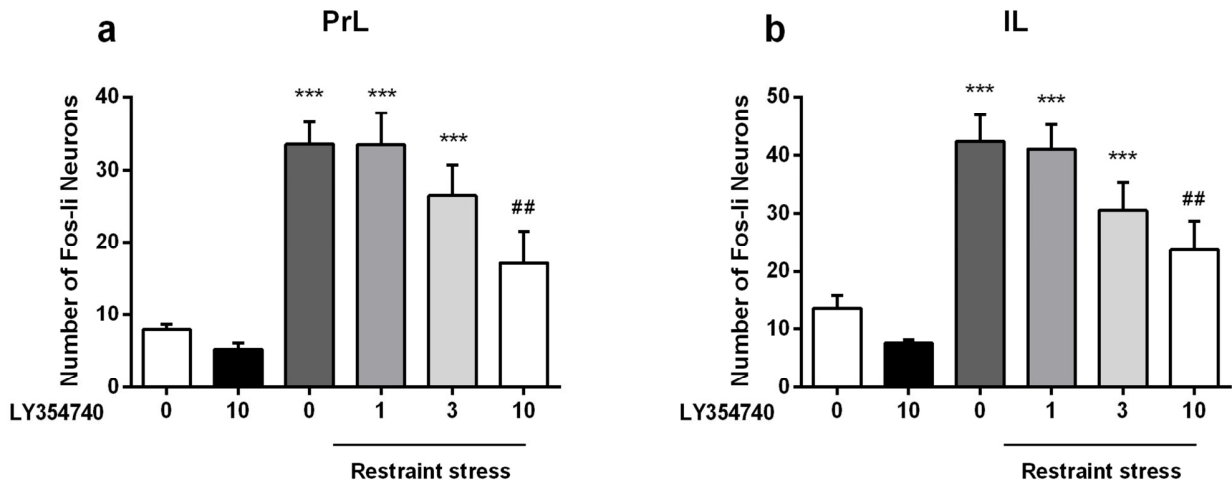 a
PrL
Number of Fos-li Neurons
40
30
20
10
0
***
***
***
##
LY354740
0 10 0 1 3 10
Restraint stress
b
IL
Number of Fos-li Neurons
50
40
30
20
10
0
***
***
***
##
LY354740
0 10 0 1 3 10
Restraint stress